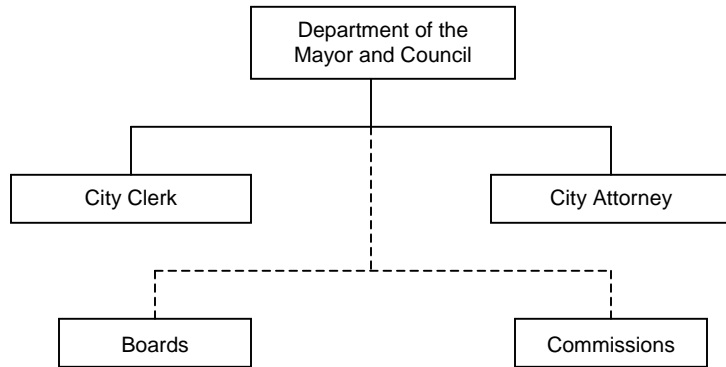 Department of the
Mayor and Council
City Clerk
City Attorney
Boards
Commissions